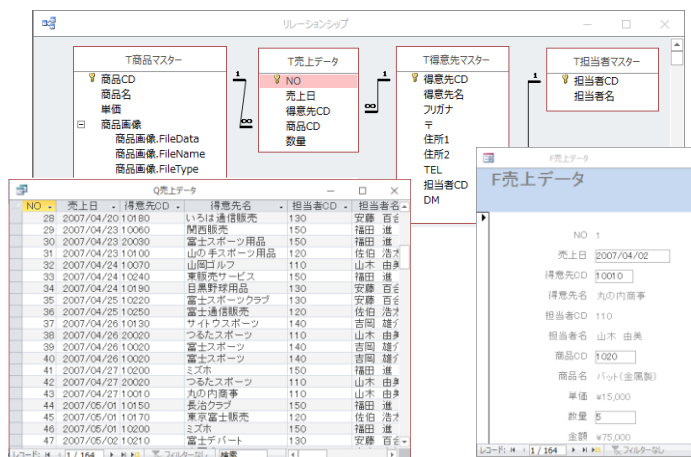 リレーションシップ
T商品マスター
商品CD
商品名
単価
商品画像
商品画像.FileData
商品画像.FileName
商品画像.FileType
T売上データ
NO
売上日
得意先CD
商品CD
数量
T得意先マスター
得意先CD
得意先名
フリガナ
〒
住所1
住所2
TEL
担当者CD
DM
T担当者マスター
担当者CD
担当者名
1
∞
1
∞
1
Q売上データ
NO 売上日 得意先CD 得意先名 担当者CD 担当者名
28 2007/04/20 10180 いろは通信販売 130 安藤 百合
29 2007/04/23 10060 関西販売 150 福田 進
30 2007/04/23 20030 富士スポーツ用品 150 福田 進
31 2007/04/23 10100 山の手スポーツ用品 120 佐伯 浩太
32 2007/04/24 10070 山岡ゴルフ 110 山木 由美
33 2007/04/24 10240 東販売サービス 150 福田 進
34 2007/04/24 10190 目黒野球用品 130 安藤 百合
35 2007/04/25 10220 富士スポーツクラブ 130 安藤 百合
36 2007/04/25 10250 富士通信販売 120 佐伯 浩太
37 2007/04/26 10130 サイトウスポーツ 140 吉岡 雄介
38 2007/04/26 20020 つるたスポーツ 110 山木 由美
39 2007/04/26 10020 富士スポーツ 140 吉岡 雄介
40 2007/04/26 10020 富士スポーツ 140 吉岡 雄介
41 2007/04/27 10200 ミズホ 150 福田 進
42 2007/04/27 20020 つるたスポーツ 110 山木 由美
43 2007/04/27 10010 丸の内商事 110 山木 由美
44 2007/05/01 10150 長治クラブ 150 福田 進
45 2007/05/01 10170 東京富士販売 120 佐伯 浩太
46 2007/05/01 10200 ミズホ 150 福田 進
47 2007/05/02 10210 富士デパート 130 安藤 百合
レコード: 1 / 164 フィルターなし 検索
F売上データ
F売上データ
NO 1
売上日 2007/04/02
得意先CD 10010
得意先名 丸の内商事
担当者CD 110
担当者名 山木 由美
商品CD 1020
商品名 バット(金属製)
単価 ¥15,000
数量 5
金額 ¥75,000
レコード: 1 / 164 フィルターなし